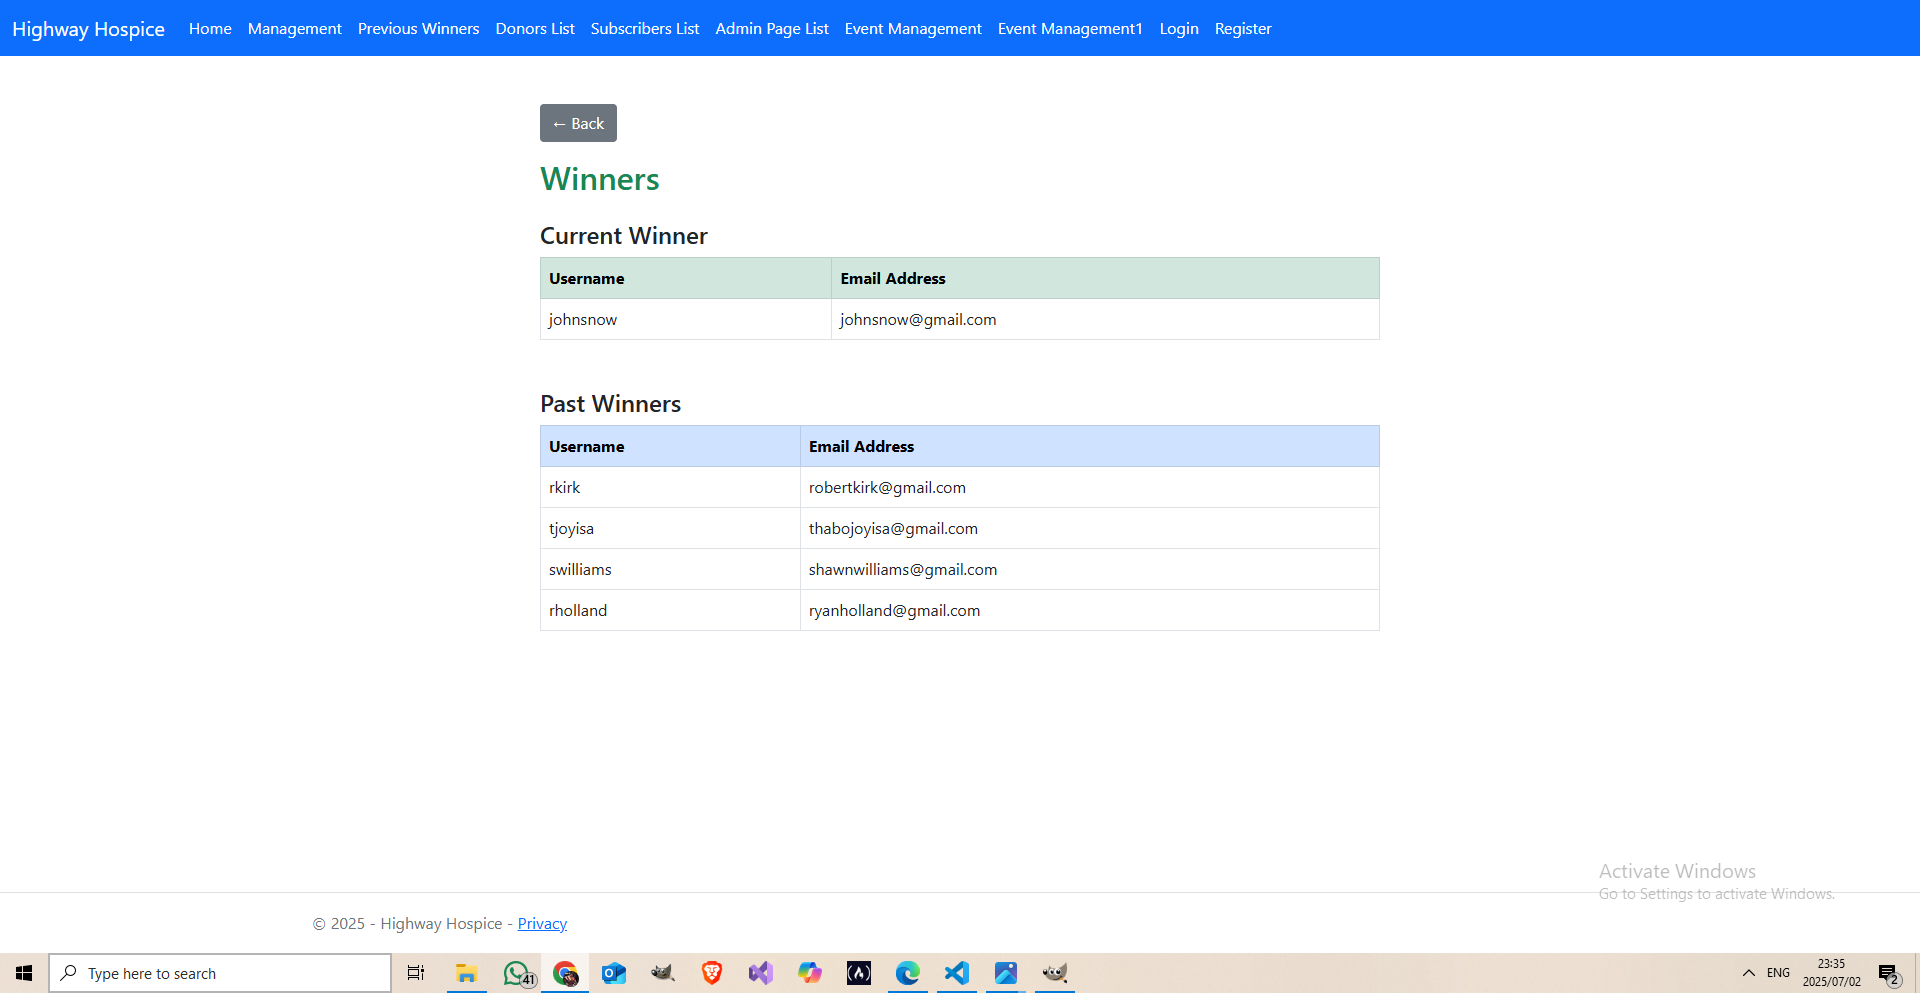 Highway Hospice Home Management Previous Winners Donors List Subscribers List Admin Page List Event Management Event Management1 Login Register
← Back
Winners
Current Winner
Username Email Address
johnsnow johnsnow@gmail.com
Past Winners
Username Email Address
rkirk robertkirk@gmail.com
tjoyisa thabojoyisa@gmail.com
swilliams shawnwilliams@gmail.com
rholland ryanholland@gmail.com
Activate Windows
Go to Settings to activate Windows.
© 2025 - Highway Hospice - Privacy
Type here to search 41 ENG 23:35
2025/07/02 2